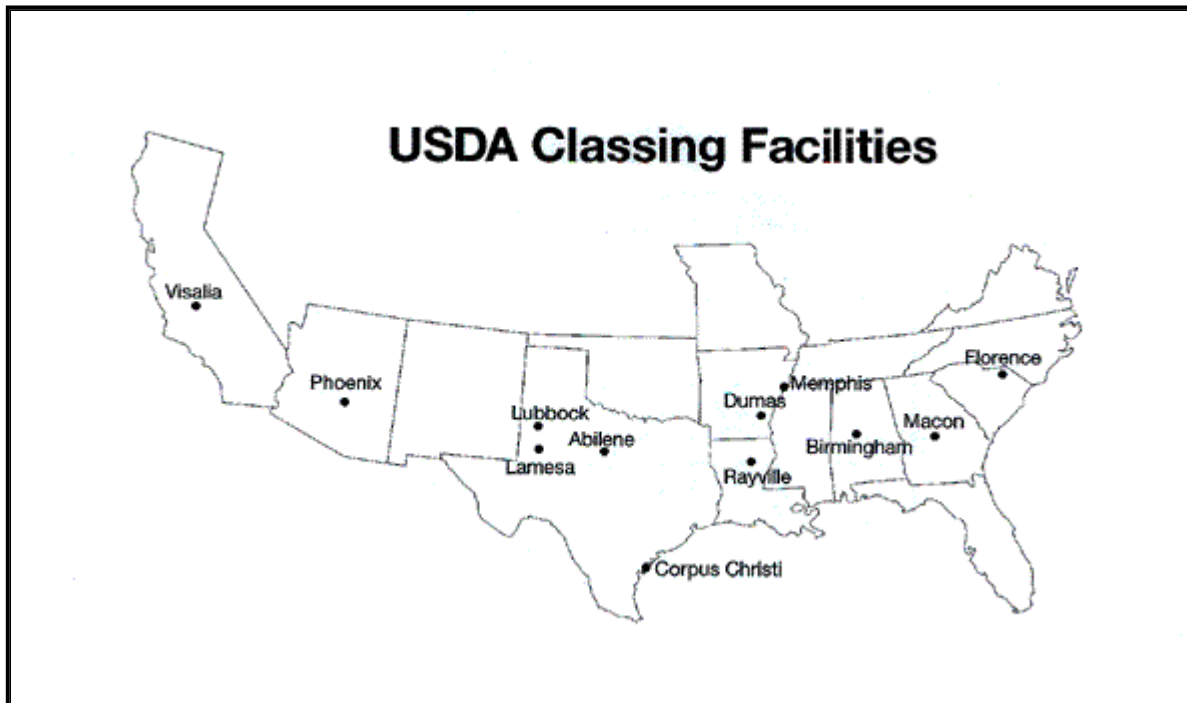 USDA Classing Facilities
Visalia
Phoenix
Lubbock
Lamesa
Abilene
Corpus Christi
Memphis
Dumas
Rayville
Birmingham
Macon
Florence